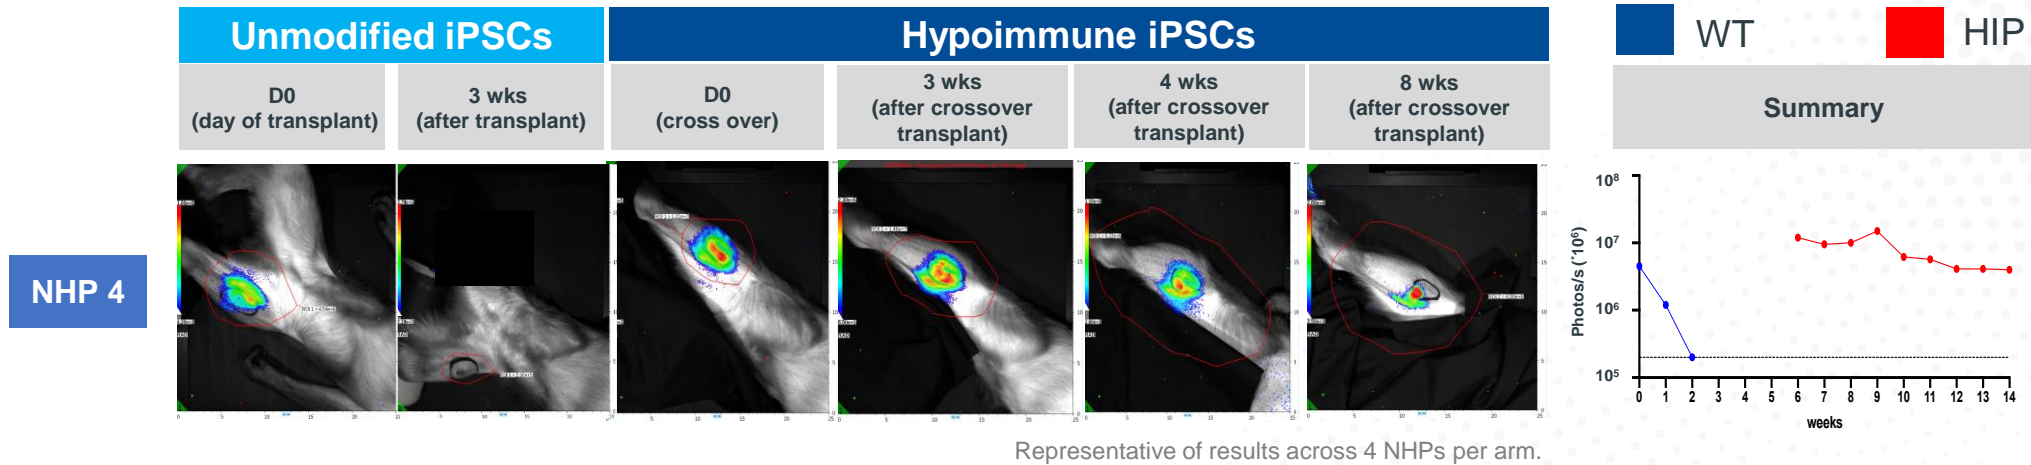 Unmodified iPSCs
Hypoimmune iPSCs
WT
HIP
D0
(day of transplant)
3 wks
(after transplant)
D0
(cross over)
3 wks
(after crossover
transplant)
4 wks
(after crossover
transplant)
8 wks
(after crossover
transplant)
Summary
NHP 4
10⁸
10⁷
10⁶
10⁵
Photos/s (*10⁶)
0 1 2 3 4 5 6 7 8 9 10 11 12 13 14
weeks
Representative of results across 4 NHPs per arm.